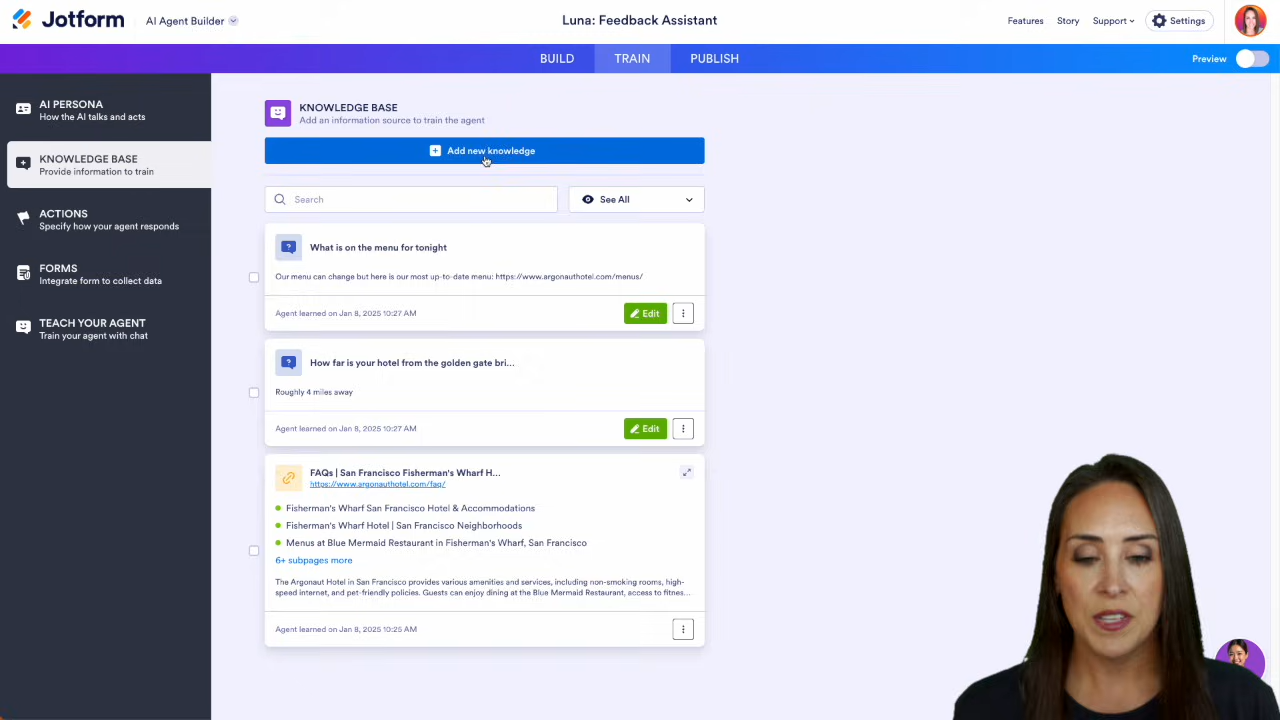 Jotform
AI Agent Builder
Luna: Feedback Assistant
Features
Story
Support
Settings
BUILD
TRAIN
PUBLISH
Preview
AI PERSONA
How the AI talks and acts
KNOWLEDGE BASE
Provide information to train
ACTIONS
Specify how your agent responds
FORMS
Integrate form to collect data
TEACH YOUR AGENT
Train your agent with chat
KNOWLEDGE BASE
Add an information source to train the agent
Add new knowledge
Search
See All
What is on the menu for tonight
Our menu can change but here is our most up-to-date menu: https://www.argonauthotel.com/menus/
Agent learned on Jan 8, 2025 10:27 AM
Edit
How far is your hotel from the golden gate bri...
Roughly 4 miles away
Agent learned on Jan 8, 2025 10:27 AM
Edit
FAQs | San Francisco Fisherman's Wharf H...
https://www.argonauthotel.com/faq/
Fisherman's Wharf San Francisco Hotel & Accommodations
Fisherman's Wharf Hotel | San Francisco Neighborhoods
Menus at Blue Mermaid Restaurant in Fisherman's Wharf, San Francisco
6+ subpages more
The Argonaut Hotel in San Francisco provides various amenities and services, including non-smoking rooms, high-
speed internet, and pet-friendly policies. Guests can enjoy dining at the Blue Mermaid Restaurant, access to fitnes...
Agent learned on Jan 8, 2025 10:25 AM